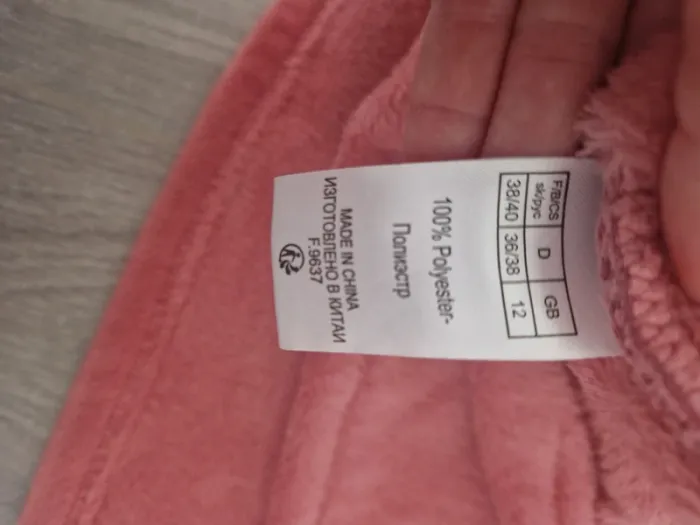 F/B/CS sk/рус D GB
38/40 36/38 12
100% Polyester-
Полиэстр
MADE IN CHINA
ИЗГОТОВЛЕНО В КИТАИ
F.9637